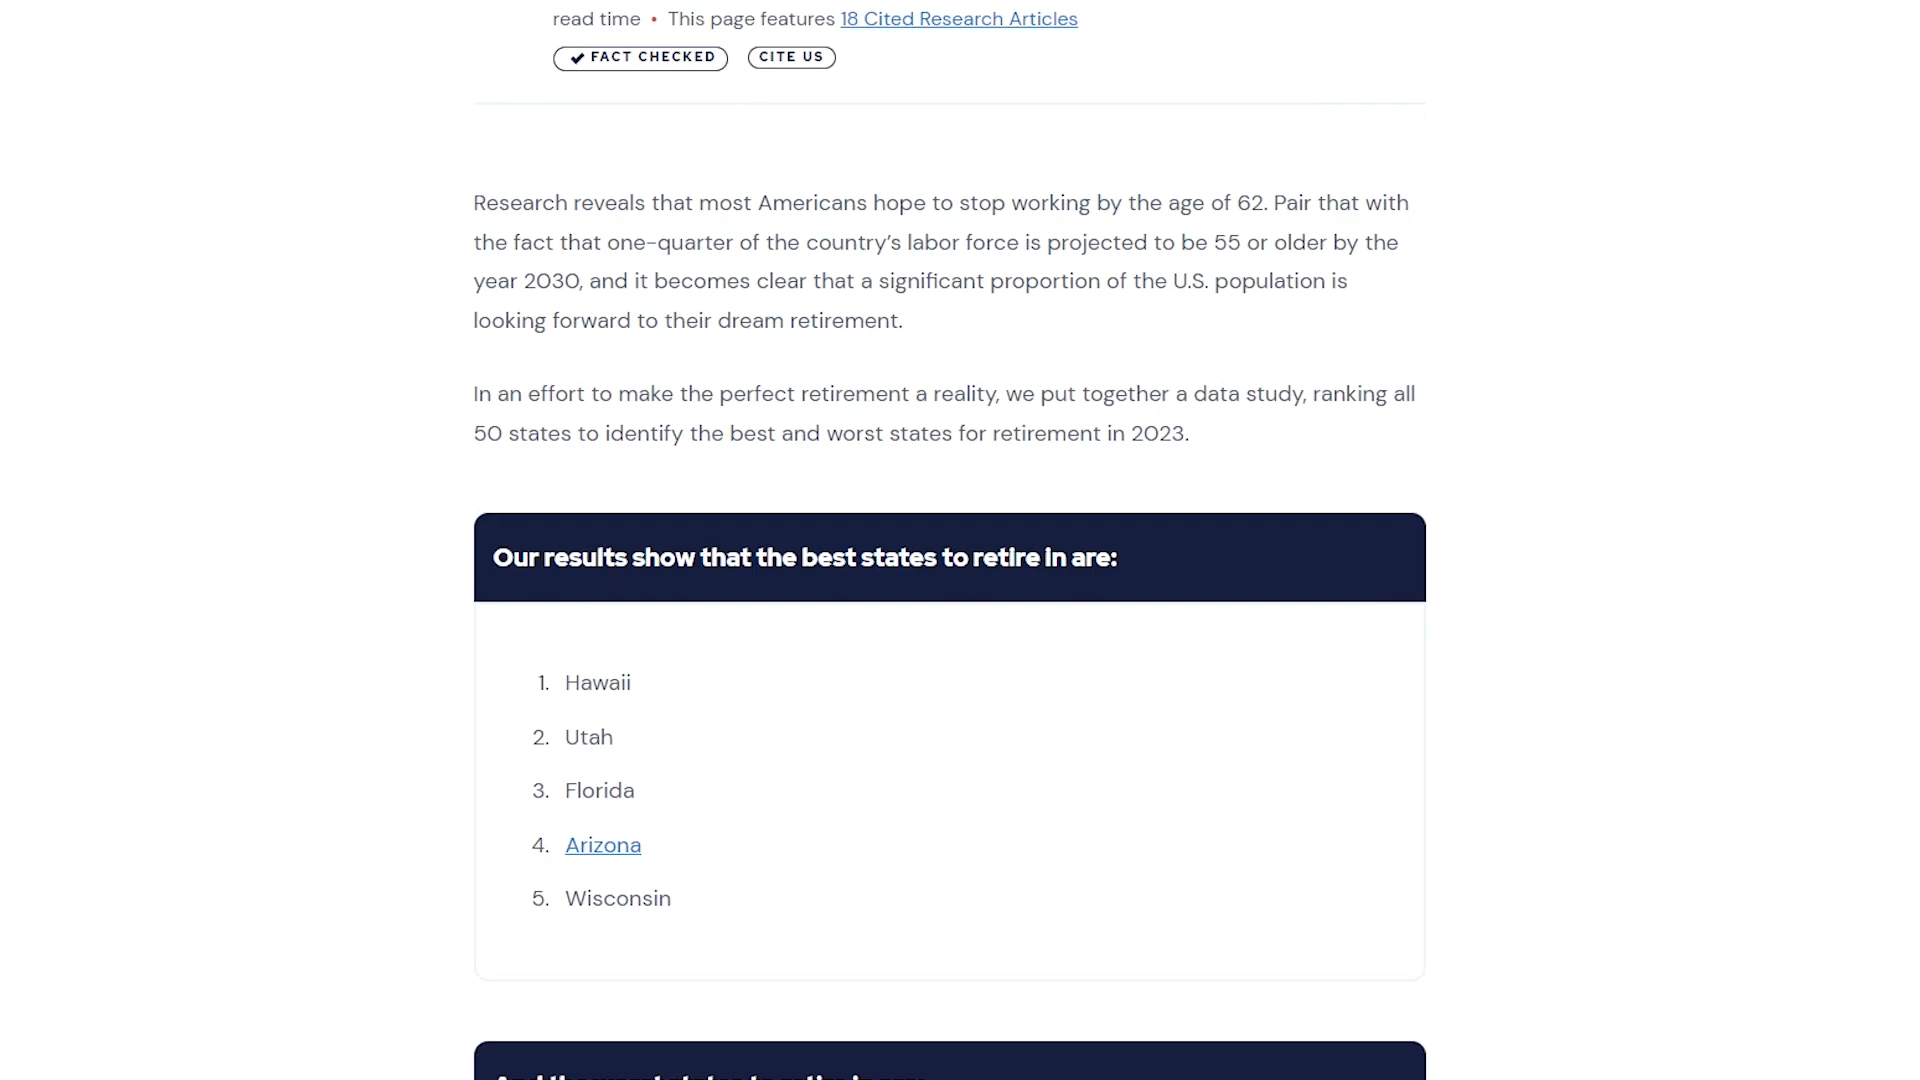 read time • This page features 18 Cited Research Articles
✔ FACT CHECKED CITE US
Research reveals that most Americans hope to stop working by the age of 62. Pair that with
the fact that one-quarter of the country’s labor force is projected to be 55 or older by the
year 2030, and it becomes clear that a significant proportion of the U.S. population is
looking forward to their dream retirement.
In an effort to make the perfect retirement a reality, we put together a data study, ranking all
50 states to identify the best and worst states for retirement in 2023.
Our results show that the best states to retire in are:
1. Hawaii
2. Utah
3. Florida
4. Arizona
5. Wisconsin